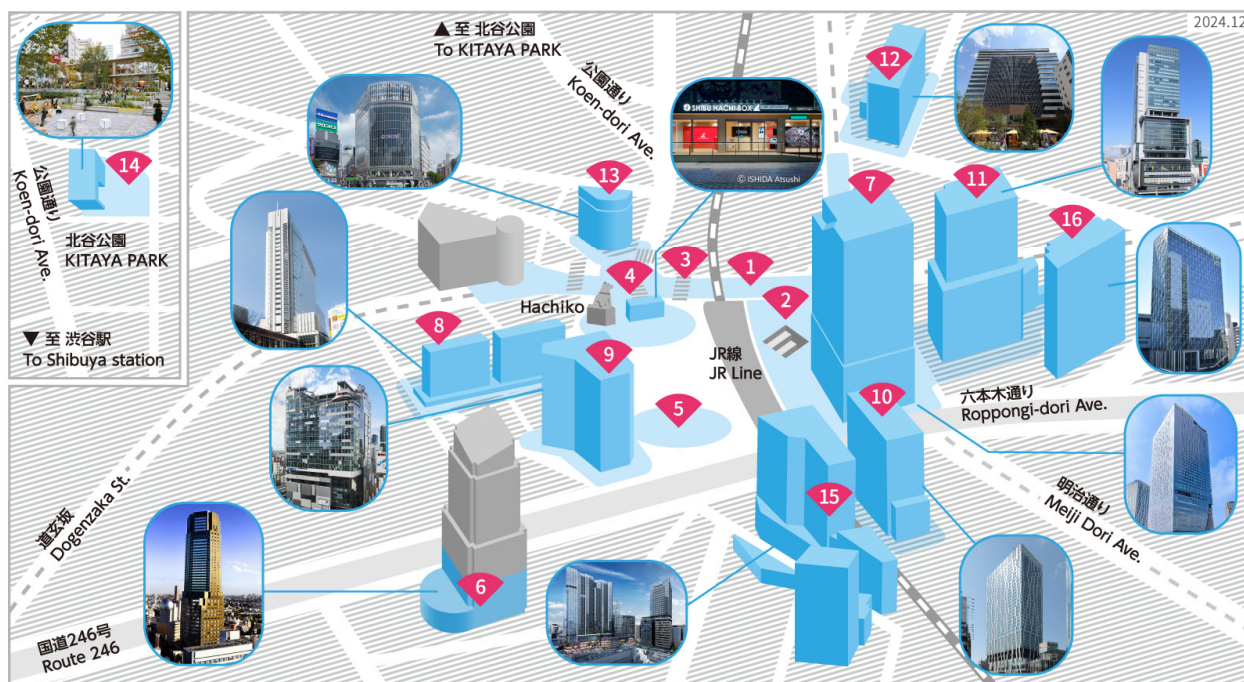 2024.12
▲ 至 北谷公園
To KITAYA PARK
公園通り
Koen-dori Ave.
SHIBU HACHI BOX
© ISHIDA Atsushi
12
14
公園通り
Koen-dori Ave.
北谷公園
KITAYA PARK
▼ 至 渋谷駅
To Shibuya station
13
7
11
16
3
1
4
2
Hachiko
8
9
JR線
JR Line
5
10
六本木通り
Roppongi-dori Ave.
明治通り
Meiji Dori Ave.
道玄坂
Dogenzaka St.
15
6
国道246号
Route 246